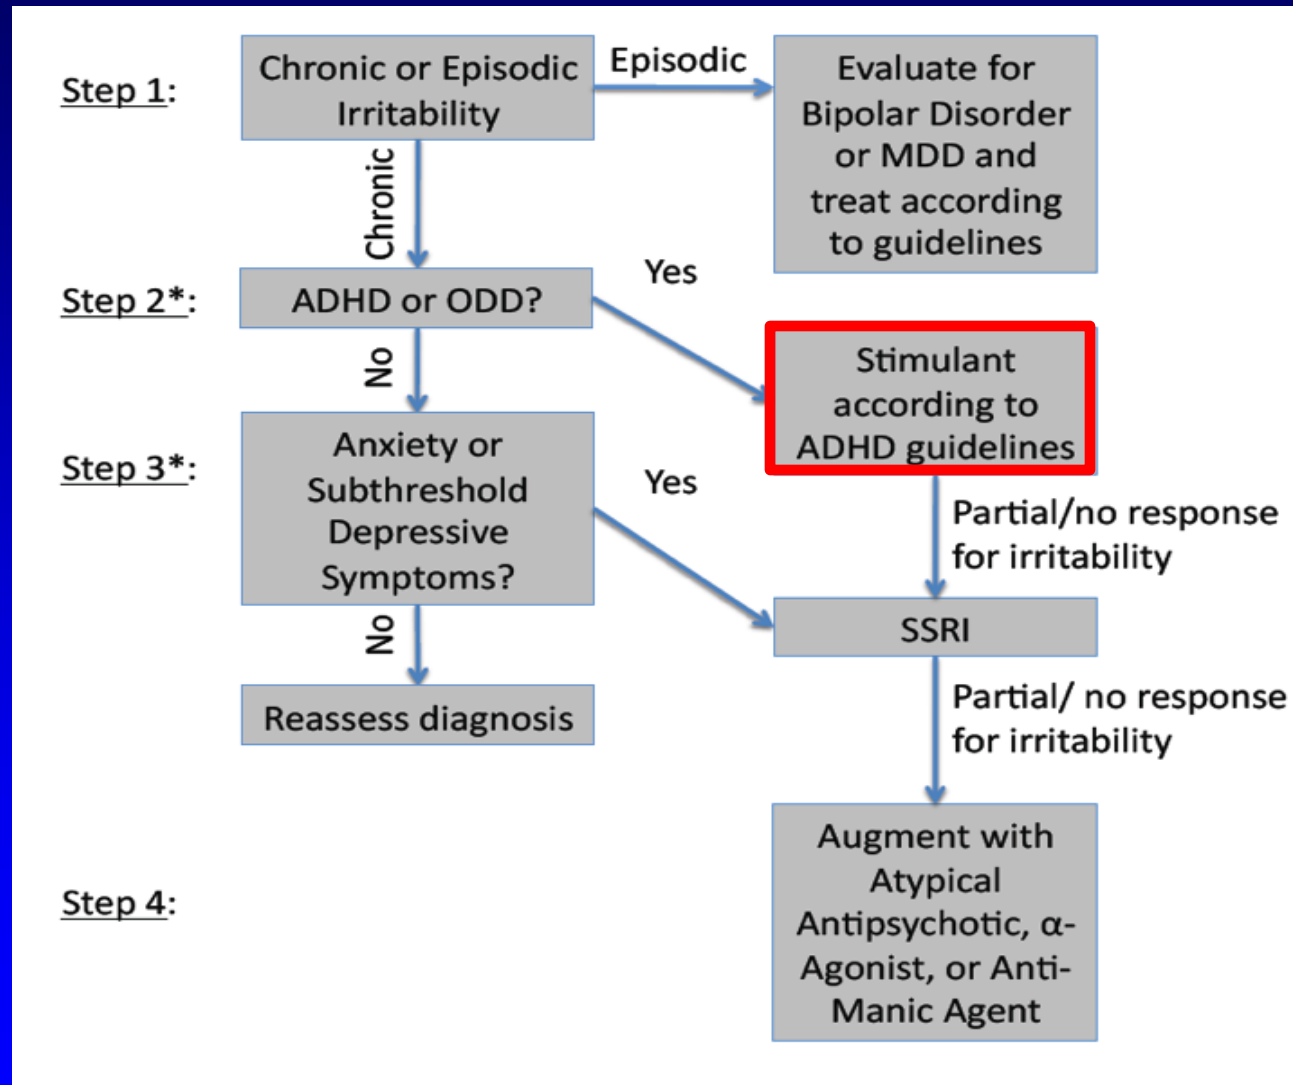 Step 1:
Chronic or Episodic
Irritability
Episodic
Evaluate for
Bipolar Disorder
or MDD and
treat according
to guidelines
Chronic
Step 2*:
ADHD or ODD?
Yes
Stimulant
according to
ADHD guidelines
No
Step 3*:
Anxiety or
Subthreshold
Depressive
Symptoms?
Yes
Partial/no response
for irritability
SSRI
No
Reassess diagnosis
Partial/ no response
for irritability
Step 4:
Augment with
Atypical
Antipsychotic, α-
Agonist, or Anti-
Manic Agent